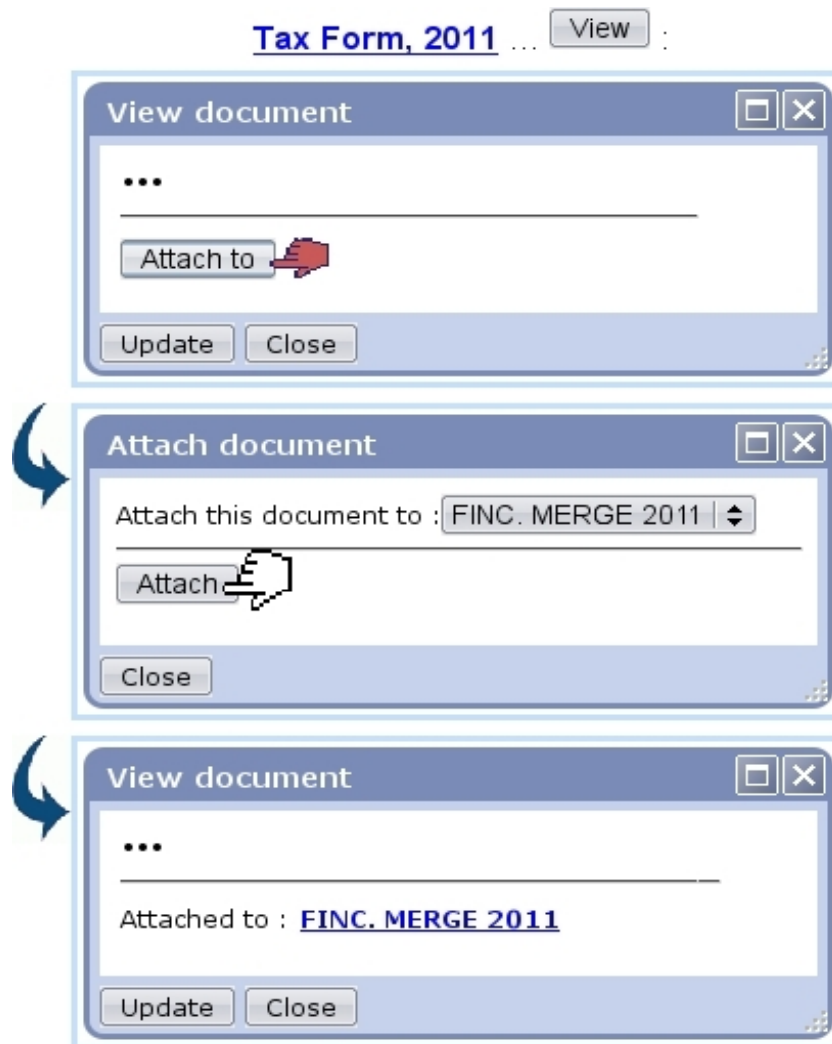 Tax Form, 2011 ... View :
View document
...
Attach to
Update Close
Attach document
Attach this document to : FINC. MERGE 2011
Attach
Close
View document
...
Attached to : FINC. MERGE 2011
Update Close